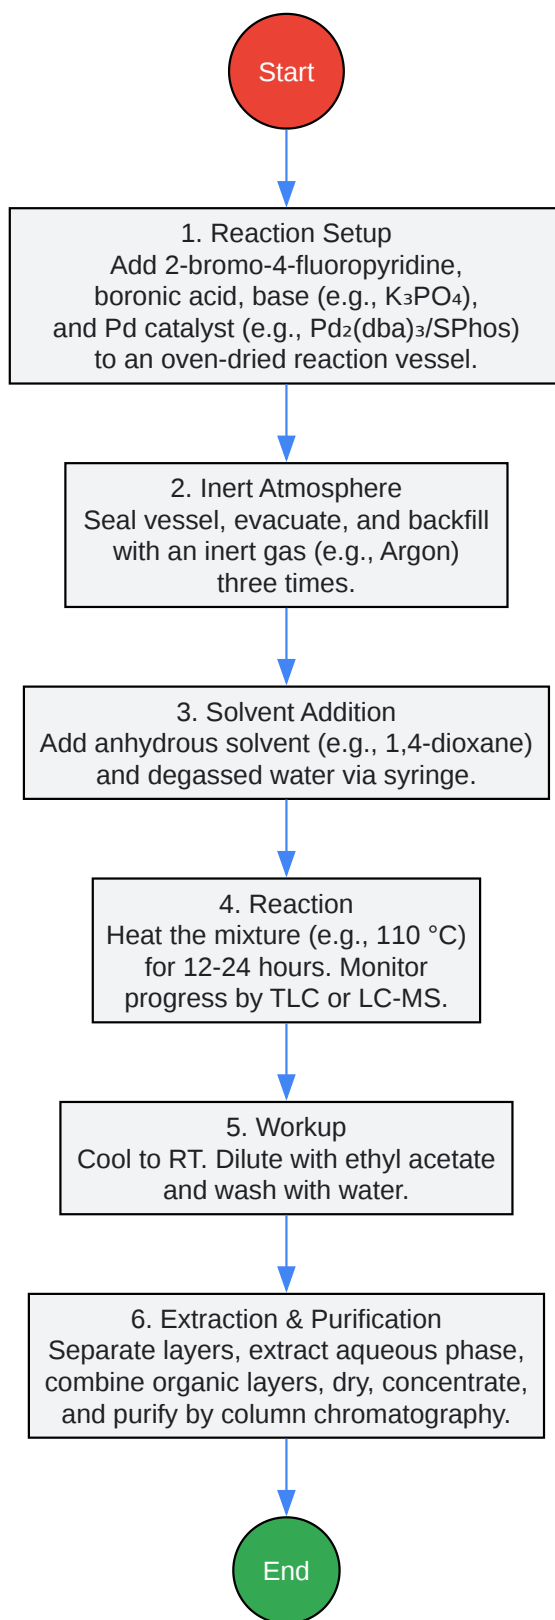 Start
1. Reaction Setup
Add 2-bromo-4-fluoropyridine,
boronic acid, base (e.g., K₃PO₄),
and Pd catalyst (e.g., Pd₂(dba)₃/SPhos)
to an oven-dried reaction vessel.
2. Inert Atmosphere
Seal vessel, evacuate, and backfill
with an inert gas (e.g., Argon)
three times.
3. Solvent Addition
Add anhydrous solvent (e.g., 1,4-dioxane)
and degassed water via syringe.
4. Reaction
Heat the mixture (e.g., 110 °C)
for 12-24 hours. Monitor
progress by TLC or LC-MS.
5. Workup
Cool to RT. Dilute with ethyl acetate
and wash with water.
6. Extraction & Purification
Separate layers, extract aqueous phase,
combine organic layers, dry, concentrate,
and purify by column chromatography.
End